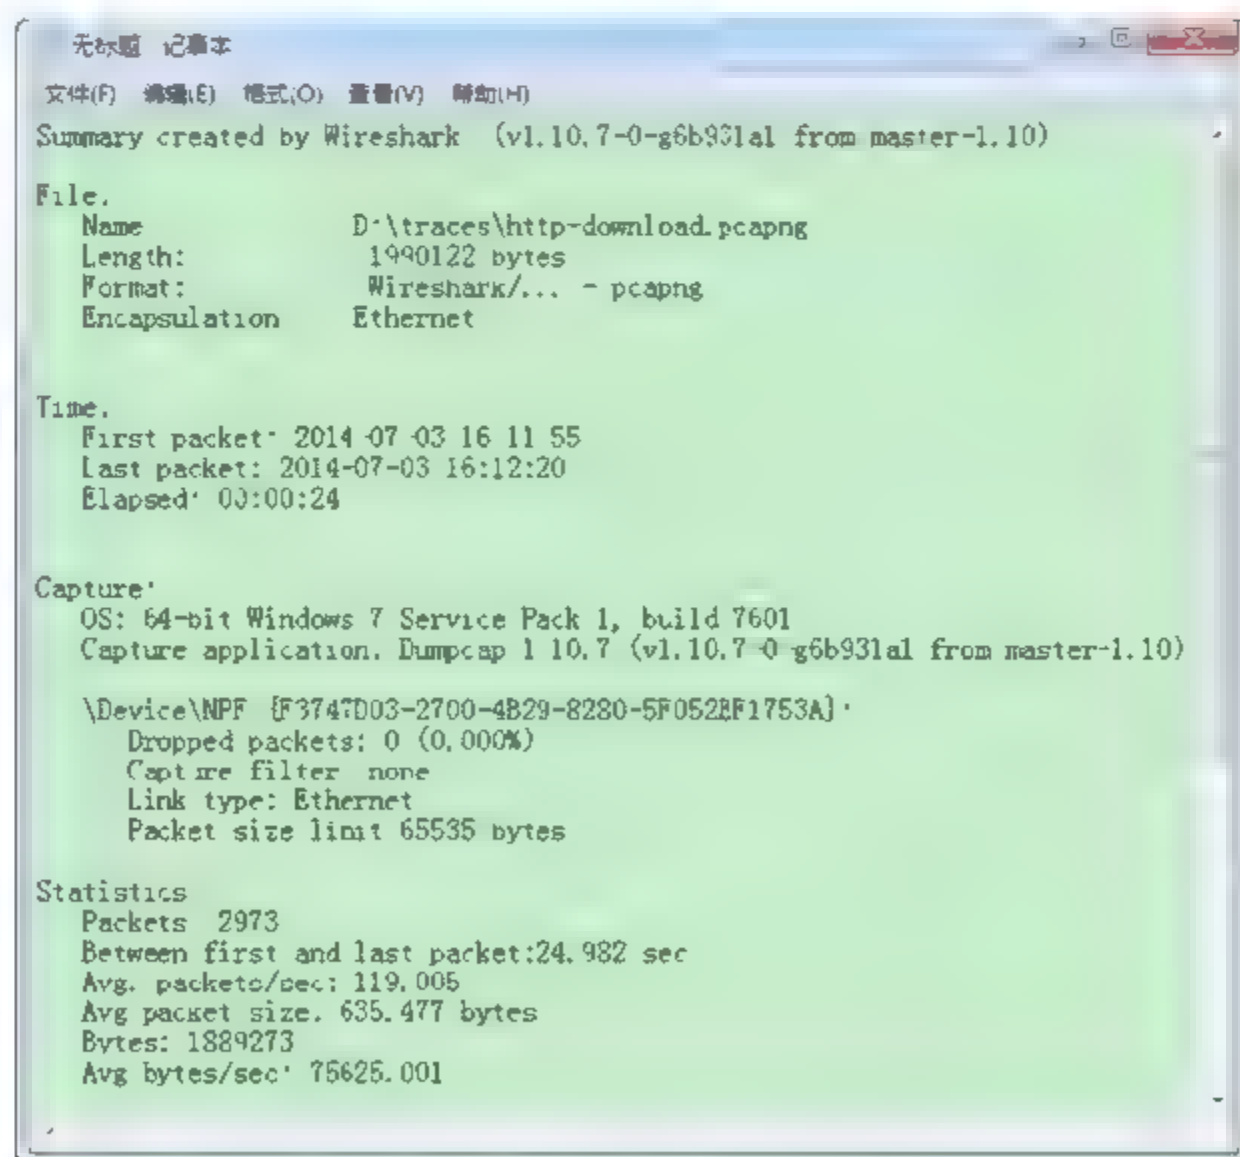 无标题 记事本
文件(F) 编辑(E) 格式(O) 查看(V) 帮助(H)
Summary created by Wireshark (v1.10.7-0-g6b931a1 from master-1.10)
File.
Name D:\traces\http-download.pcapng
Length: 1990122 bytes
Format: Wireshark/... - pcapng
Encapsulation Ethernet
Time.
First packet: 2014-07-03 16 11 55
Last packet: 2014-07-03 16:12:20
Elapsed: 00:00:24
Capture:
OS: 64-bit Windows 7 Service Pack 1, build 7601
Capture application. Dumpcap 1 10.7 (v1.10.7-0-g6b931a1 from master-1.10)
\Device\NPF {F3747D03-2700-4B29-8280-5F052BF1753A}:
Dropped packets: 0 (0.000%)
Capture filter none
Link type: Ethernet
Packet size limit 65535 bytes
Statistics
Packets 2973
Between first and last packet:24.982 sec
Avg. packets/sec: 119.005
Avg packet size. 635.477 bytes
Bytes: 1889273
Avg bytes/sec: 75625.001